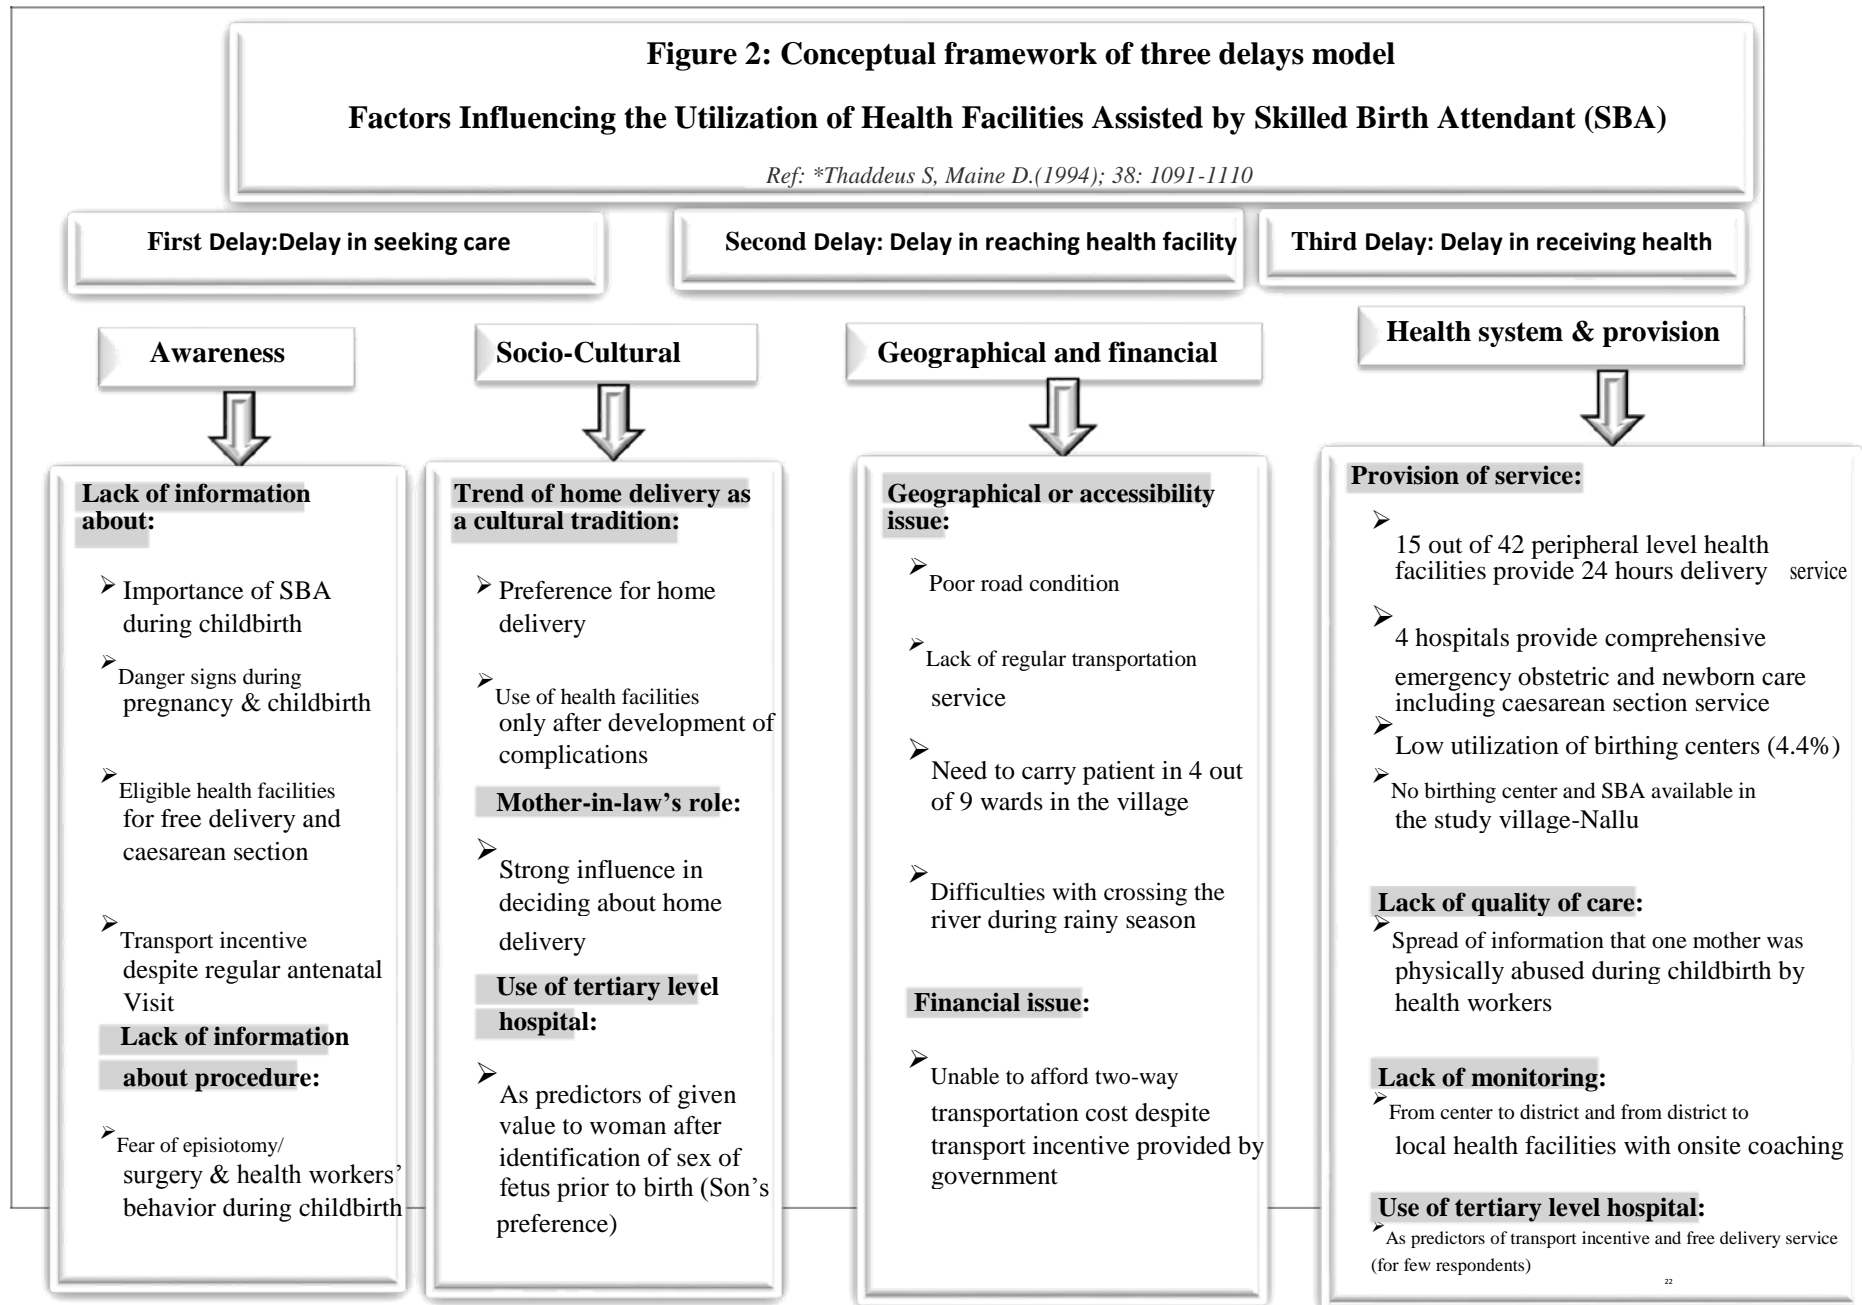 Figure 2: Conceptual framework of three delays model
Factors Influencing the Utilization of Health Facilities Assisted by Skilled Birth Attendant (SBA)
Ref: *Thaddeus S, Maine D.(1994); 38: 1091-1110
First Delay:Delay in seeking care
Second Delay: Delay in reaching health facility
Third Delay: Delay in receiving health
Awareness
Socio-Cultural
Geographical and financial
Health system & provision
Lack of information
about:
➢ Importance of SBA
during childbirth
➢ Danger signs during
pregnancy & childbirth
➢ Eligible health facilities
for free delivery and
caesarean section
➢ Transport incentive
despite regular antenatal
Visit
Lack of information
about procedure:
➢ Fear of episiotomy/
surgery & health workers’
behavior during childbirth
Trend of home delivery as
a cultural tradition:
➢ Preference for home
delivery
➢ Use of health facilities
only after development of
complications
Mother-in-law’s role:
➢ Strong influence in
deciding about home
delivery
Use of tertiary level
hospital:
➢ As predictors of given
value to woman after
identification of sex of
fetus prior to birth (Son’s
preference)
Geographical or accessibility
issue:
➢ Poor road condition
➢ Lack of regular transportation
service
➢ Need to carry patient in 4 out
of 9 wards in the village
➢ Difficulties with crossing the
river during rainy season
Financial issue:
➢ Unable to afford two-way
transportation cost despite
transport incentive provided by
government
Provision of service:
➢ 15 out of 42 peripheral level health
facilities provide 24 hours delivery service
➢ 4 hospitals provide comprehensive
emergency obstetric and newborn care
including caesarean section service
➢ Low utilization of birthing centers (4.4%)
➢ No birthing center and SBA available in
the study village-Nallu
Lack of quality of care:
➢ Spread of information that one mother was
physically abused during childbirth by
health workers
Lack of monitoring:
➢ From center to district and from district to
local health facilities with onsite coaching
Use of tertiary level hospital:
➢ As predictors of transport incentive and free delivery service
(for few respondents)
22